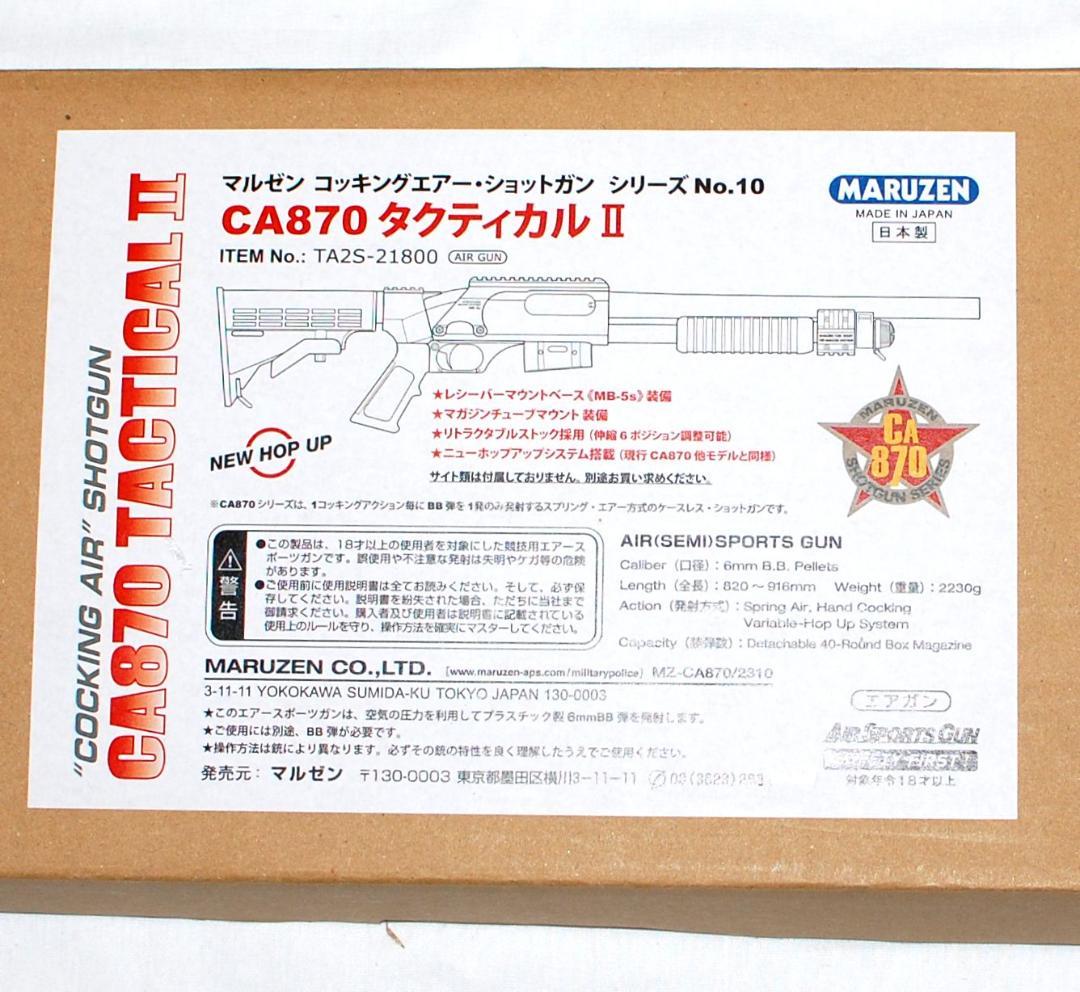 "COCKING AIR" SHOTGUN
CA870 TACTICAL II
マルゼン コッキングエアー・ショットガン シリーズ No.10
CA870 タクティカル II
ITEM No.: TA2S-21800 AIR GUN
MARUZEN
MADE IN JAPAN
日本製
★レシーバーマウントベース《MB-5s》装備
★マガジンチューブマウント装備
★リトラクタブルストック採用(伸縮6ポジション調整可能)
★ニューホップアップシステム搭載(現行CA870他モデルと同様)
サイト類は付属しておりません。別途お買い求めください。
NEW HOP UP
MARUZEN
CA
870
SHOTGUN SERIES
※CA870シリーズは、1コッキングアクション毎にBB弾を1発のみ発射するスプリング・エアー方式のケースレス・ショットガンです。
警告
●この製品は、18才以上の使用者を対象にした競技用エアース
ポーツガンです。誤使用や不注意な発射は失明やケガ等の危険
があります。
●ご使用前に使用説明書は全てお読みください。そして、必ず保
存してください。説明書を紛失された場合、ただちに当社まで
御請求ください。購入者及び使用者は説明書に記載されている
使用上のルールを守り、操作方法を確実にマスターしてください。
AIR(SEMI)SPORTS GUN
Caliber (口径) : 6mm B.B. Pellets
Length (全長) : 820～916mm Weight (重量) : 2230g
Action (発射方式) : Spring Air, Hand Cocking
Variable-Hop Up System
Capacity (装弾数) : Detachable 40-Round Box Magazine
MARUZEN CO.,LTD. [www.maruzen-aps.com/militarypolice] MZ-CA870/2310
3-11-11 YOKOKAWA SUMIDA-KU TOKYO JAPAN 130-0003
★このエアースポーツガンは、空気の圧力を利用してプラスチック製6mmBB弾を発射します。
★ご使用には別途、BB弾が必要です。
★操作方法は銃により異なります。必ずその銃の特性を良く理解したうえでご使用ください。
発売元: マルゼン 〒130-0003 東京都墨田区横川3-11-11
エアガン
AIR SPORTS GUN
SAFETY FIRST!
対象年令18才以上